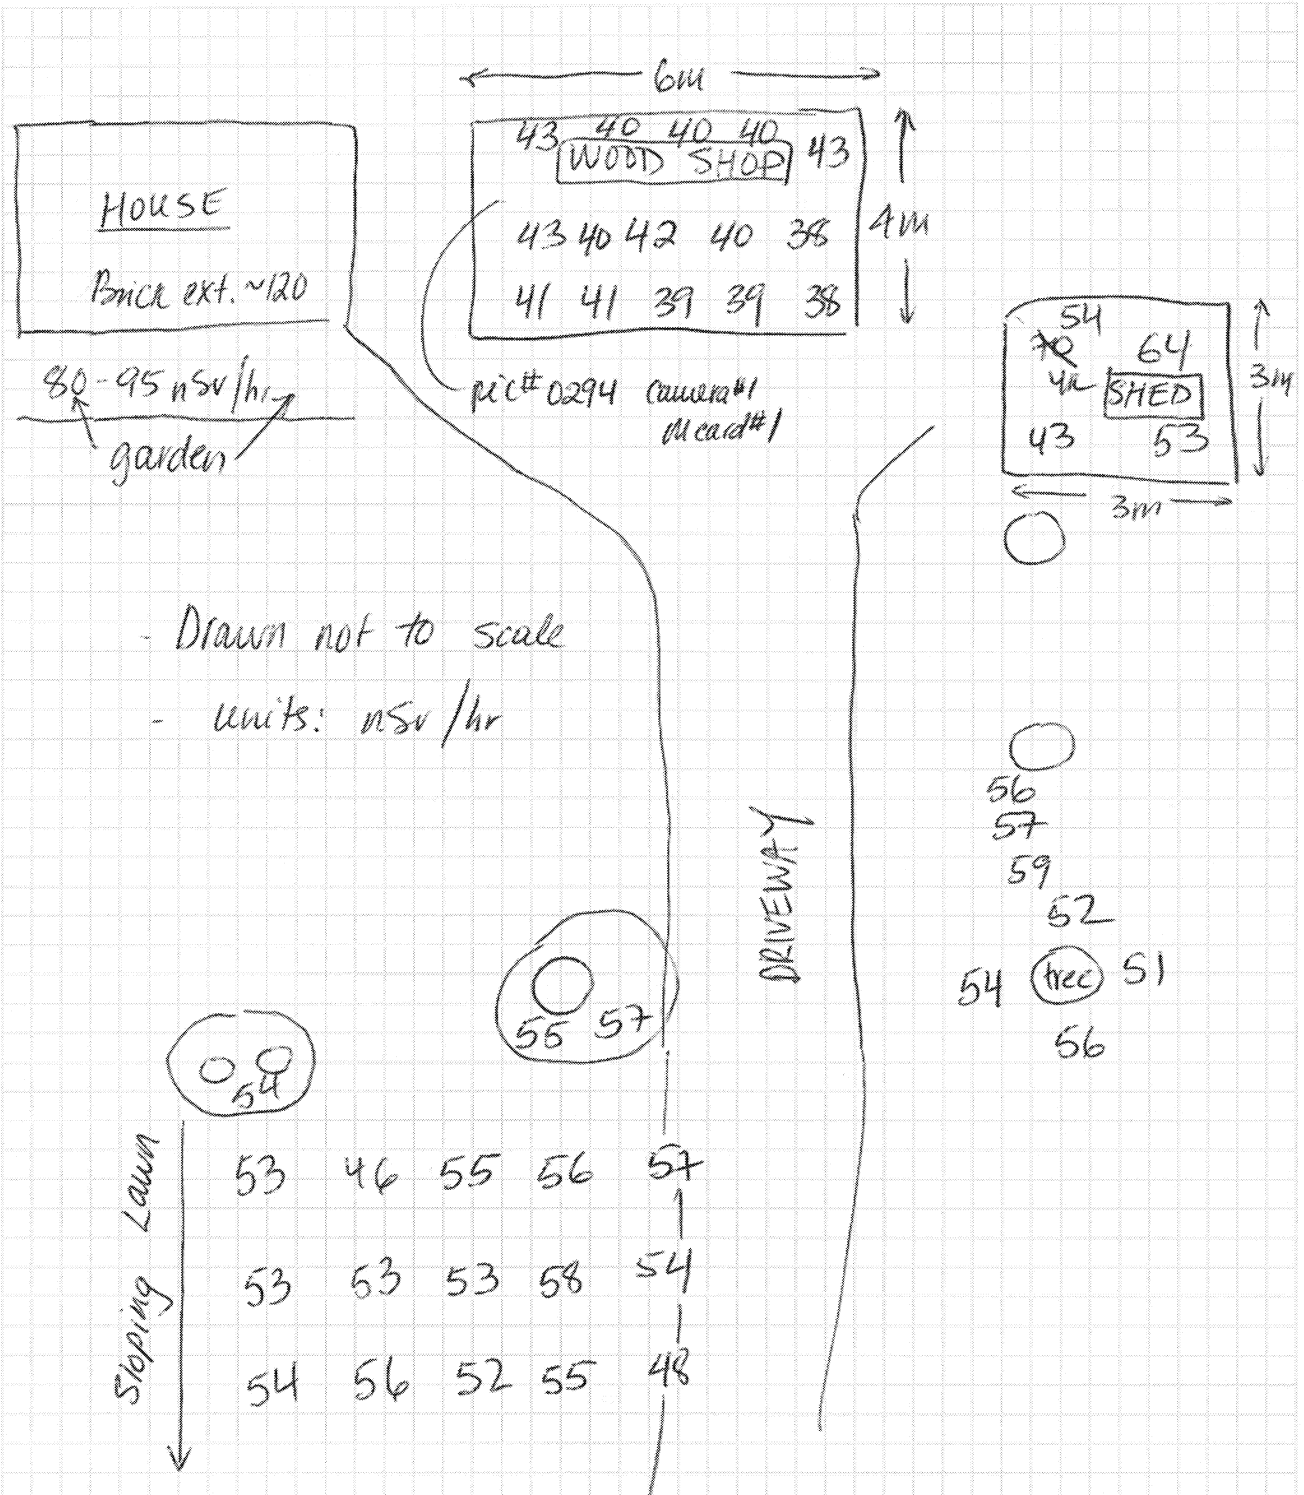 6m
43 40 40 40 43
WOOD SHOP
43 40 42 40 38
41 41 39 39 38
4m
HOUSE
Brick ext. ~120
80-95 nSv/hr
garden
pic# 0294 camera#1
M card#1
54
70
64
42
SHED
43 53
3m
3m
- Drawn not to scale
- units: nSv/hr
DRIVEWAY
56
57
59
52
54 tree 51
56
55 57
54
Sloping Lawn
53 46 55 56 57
53 53 53 58 54
54 56 52 55 48